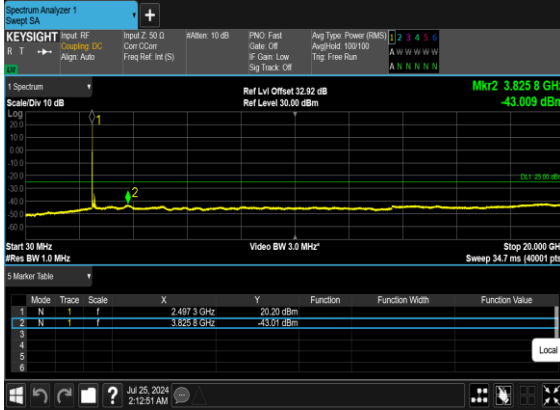 Spectrum Analyzer 1
Swept SA
+
KEYSIGHT Input: RF Input Z: 50 Ω #Atten: 10 dB PNO: Fast Avg Type: Power (RMS) 1 2 3 4 5 6
R T Coupling: DC Corr CCorr Gate: Off Avg|Hold: 100/100 A W W W W W
Align: Auto Freq Ref: Int (S) IF Gain: Low Trig: Free Run
LW Sig Track: Off A N N N N N
1 Spectrum Ref Lvl Offset 32.92 dB Mkr2 3.825 8 GHz
Scale/Div 10 dB Ref Level 30.00 dBm -43.009 dBm
Log
1
20.0
10.0
0.00
-10.0
-20.0 DL1 -25.00 dBm
-30.0
2
-40.0
-50.0
-60.0
Start 30 MHz Video BW 3.0 MHz* Stop 20.000 GH
#Res BW 1.0 MHz Sweep 34.7 ms (40001 pts
5 Marker Table
Mode Trace Scale X Y Function Function Width Function Value
1 N 1 f 2.497 3 GHz 20.20 dBm
2 N 1 f 3.825 8 GHz -43.01 dBm
3
4
5
6
Local
? Jul 25, 2024
2:12:51 AM